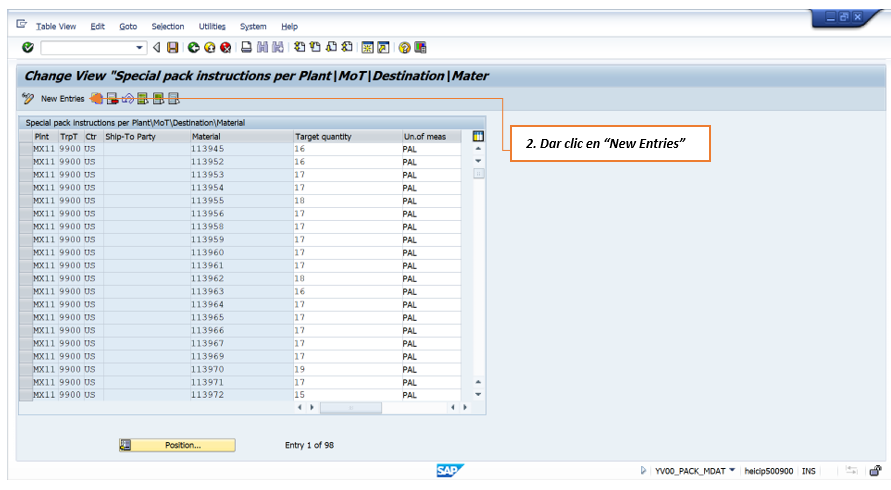 Table View Edit Goto Selection Utilities System Help
Change View "Special pack instructions per Plant|MoT|Destination|Mater
New Entries
Special pack instructions per Plant\MoT\Destination\Material
Plnt TrpT Ctr Ship-To Party Material Target quantity Un.of meas
MX11 9900 US 113945 16 PAL
MX11 9900 US 113952 16 PAL
MX11 9900 US 113953 17 PAL
MX11 9900 US 113954 17 PAL
MX11 9900 US 113955 18 PAL
MX11 9900 US 113956 17 PAL
MX11 9900 US 113958 17 PAL
MX11 9900 US 113959 17 PAL
MX11 9900 US 113960 17 PAL
MX11 9900 US 113961 17 PAL
MX11 9900 US 113962 18 PAL
MX11 9900 US 113963 16 PAL
MX11 9900 US 113964 17 PAL
MX11 9900 US 113965 17 PAL
MX11 9900 US 113966 17 PAL
MX11 9900 US 113967 17 PAL
MX11 9900 US 113969 17 PAL
MX11 9900 US 113970 19 PAL
MX11 9900 US 113971 17 PAL
MX11 9900 US 113972 15 PAL
2. Dar clic en “New Entries”
Position... Entry 1 of 98
SAP YV00_PACK_MDAT heicip500900 INS